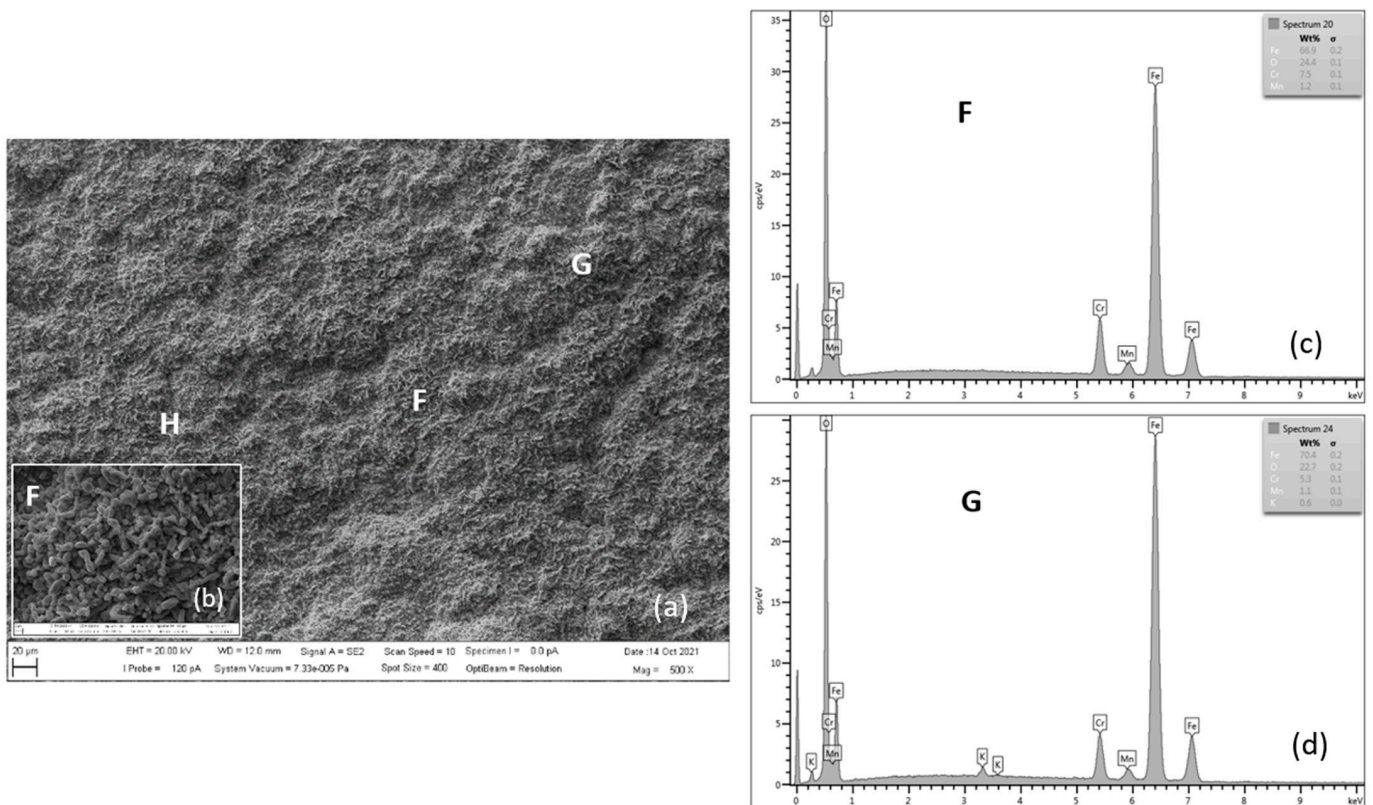 G
F
H
F
(b)
(a)
20 µm
EHT = 20.00 kV WD = 12.0 mm Signal A = SE2 Scan Speed = 10 Specimen I = 0.0 pA Date :14 Oct 2021
I Probe = 120 pA System Vacuum = 7.33e-005 Pa Spot Size = 400 OptiBeam = Resolution Mag = 500 X
Spectrum 20
Wt% σ
Fe 66.9 0.2
O 24.4 0.1
Cr 7.5 0.1
Mn 1.2 0.1
F
O
Fe
Cr
Mn
Cr
Mn
Fe
Fe
(c)
cps/eV
35
30
25
20
15
10
5
0
0 1 2 3 4 5 6 7 8 9 keV
Spectrum 24
Wt% σ
Fe 70.4 0.2
O 22.7 0.2
Cr 5.3 0.1
Mn 1.1 0.1
K 0.6 0.0
G
O
Fe
Fe
Cr
Mn
K
K
K
Cr
Mn
Fe
(d)
cps/eV
25
20
15
10
5
0
0 1 2 3 4 5 6 7 8 9 keV